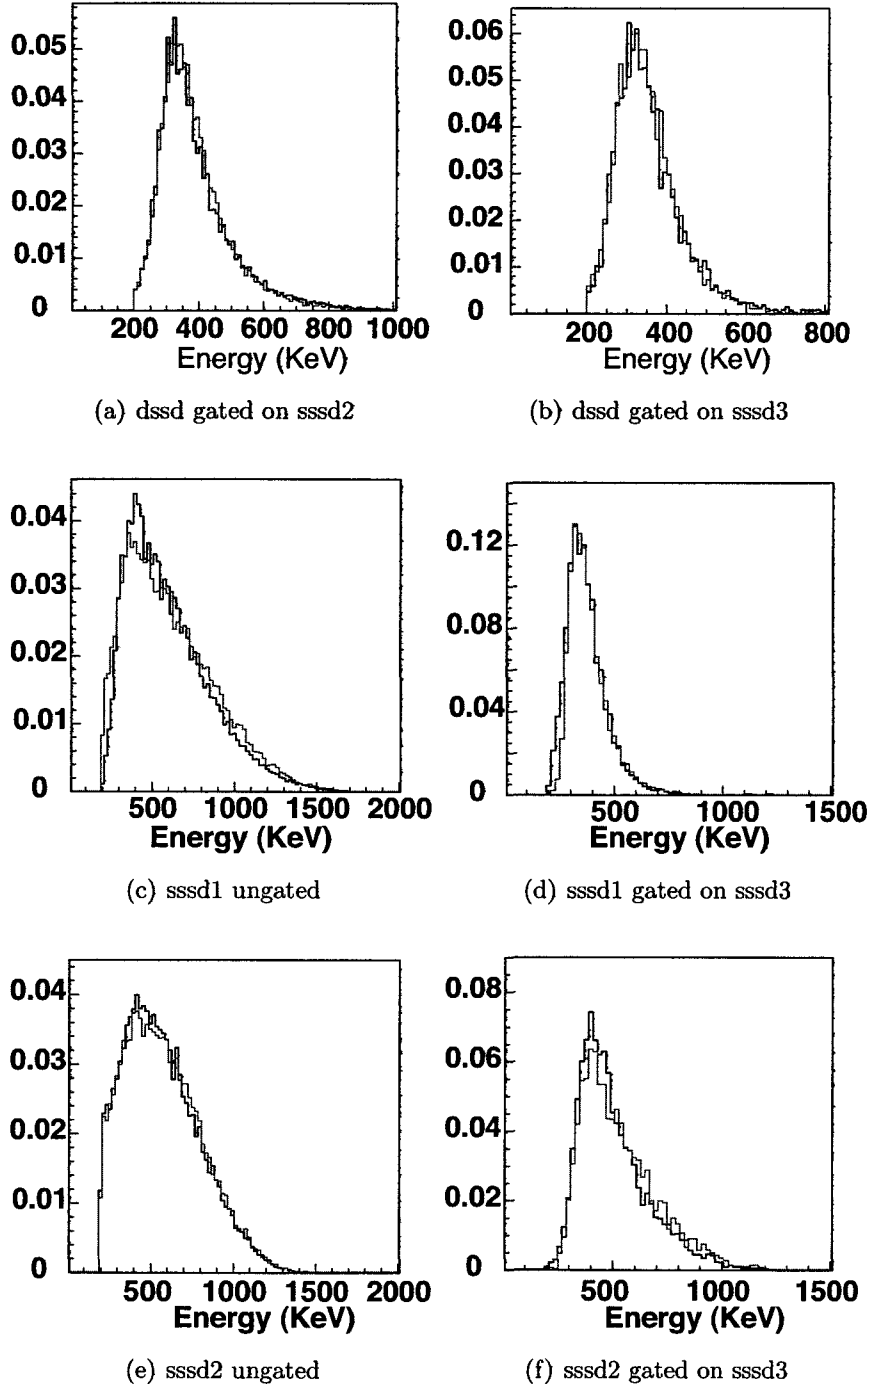 0.05
0.04
0.03
0.02
0.01
0
200 400 600 800 1000
Energy (KeV)
(a) dssd gated on sssd2
0.06
0.05
0.04
0.03
0.02
0.01
0
200 400 600 800
Energy (KeV)
(b) dssd gated on sssd3
0.04
0.03
0.02
0.01
0
500 1000 1500 2000
Energy (KeV)
(c) sssd1 ungated
0.12
0.08
0.04
0
500 1000 1500
Energy (KeV)
(d) sssd1 gated on sssd3
0.04
0.03
0.02
0.01
0
500 1000 1500 2000
Energy (KeV)
(e) sssd2 ungated
0.08
0.06
0.04
0.02
0
500 1000 1500
Energy (KeV)
(f) sssd2 gated on sssd3